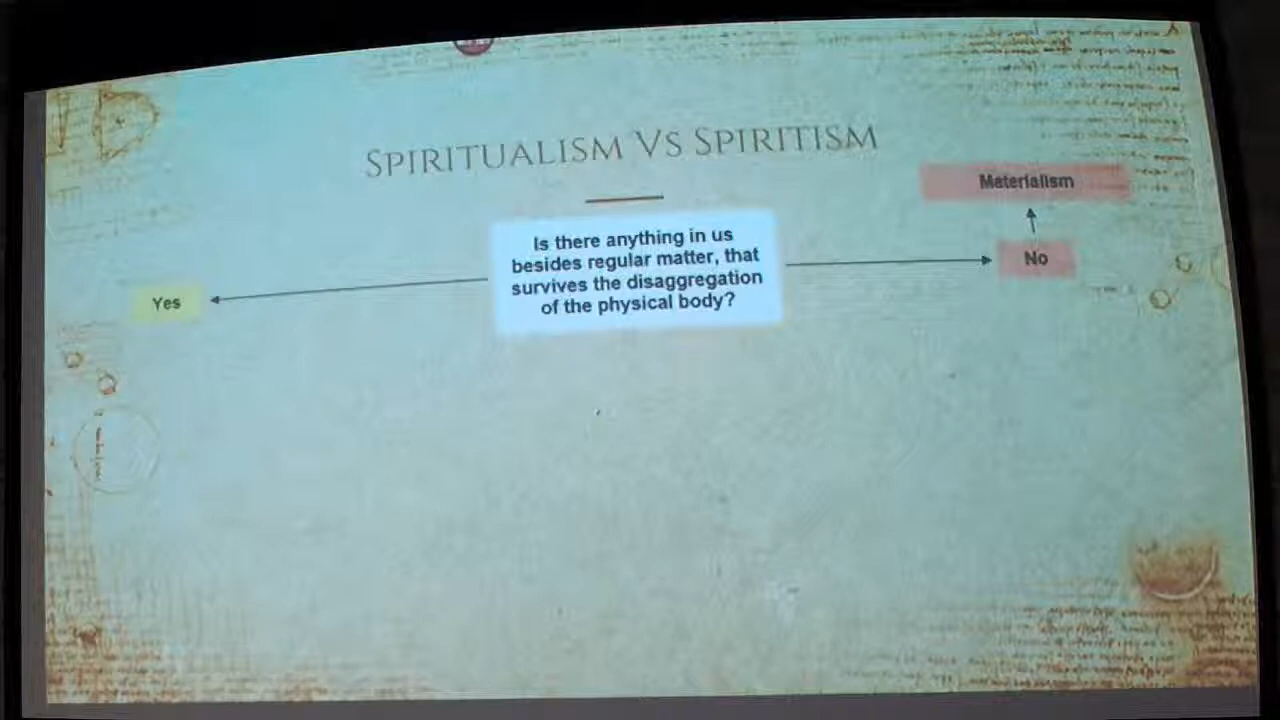 SPIRITUALISM VS SPIRITISM
Materialism
Is there anything in us
besides regular matter, that
survives the disaggregation
of the physical body?
No
Yes